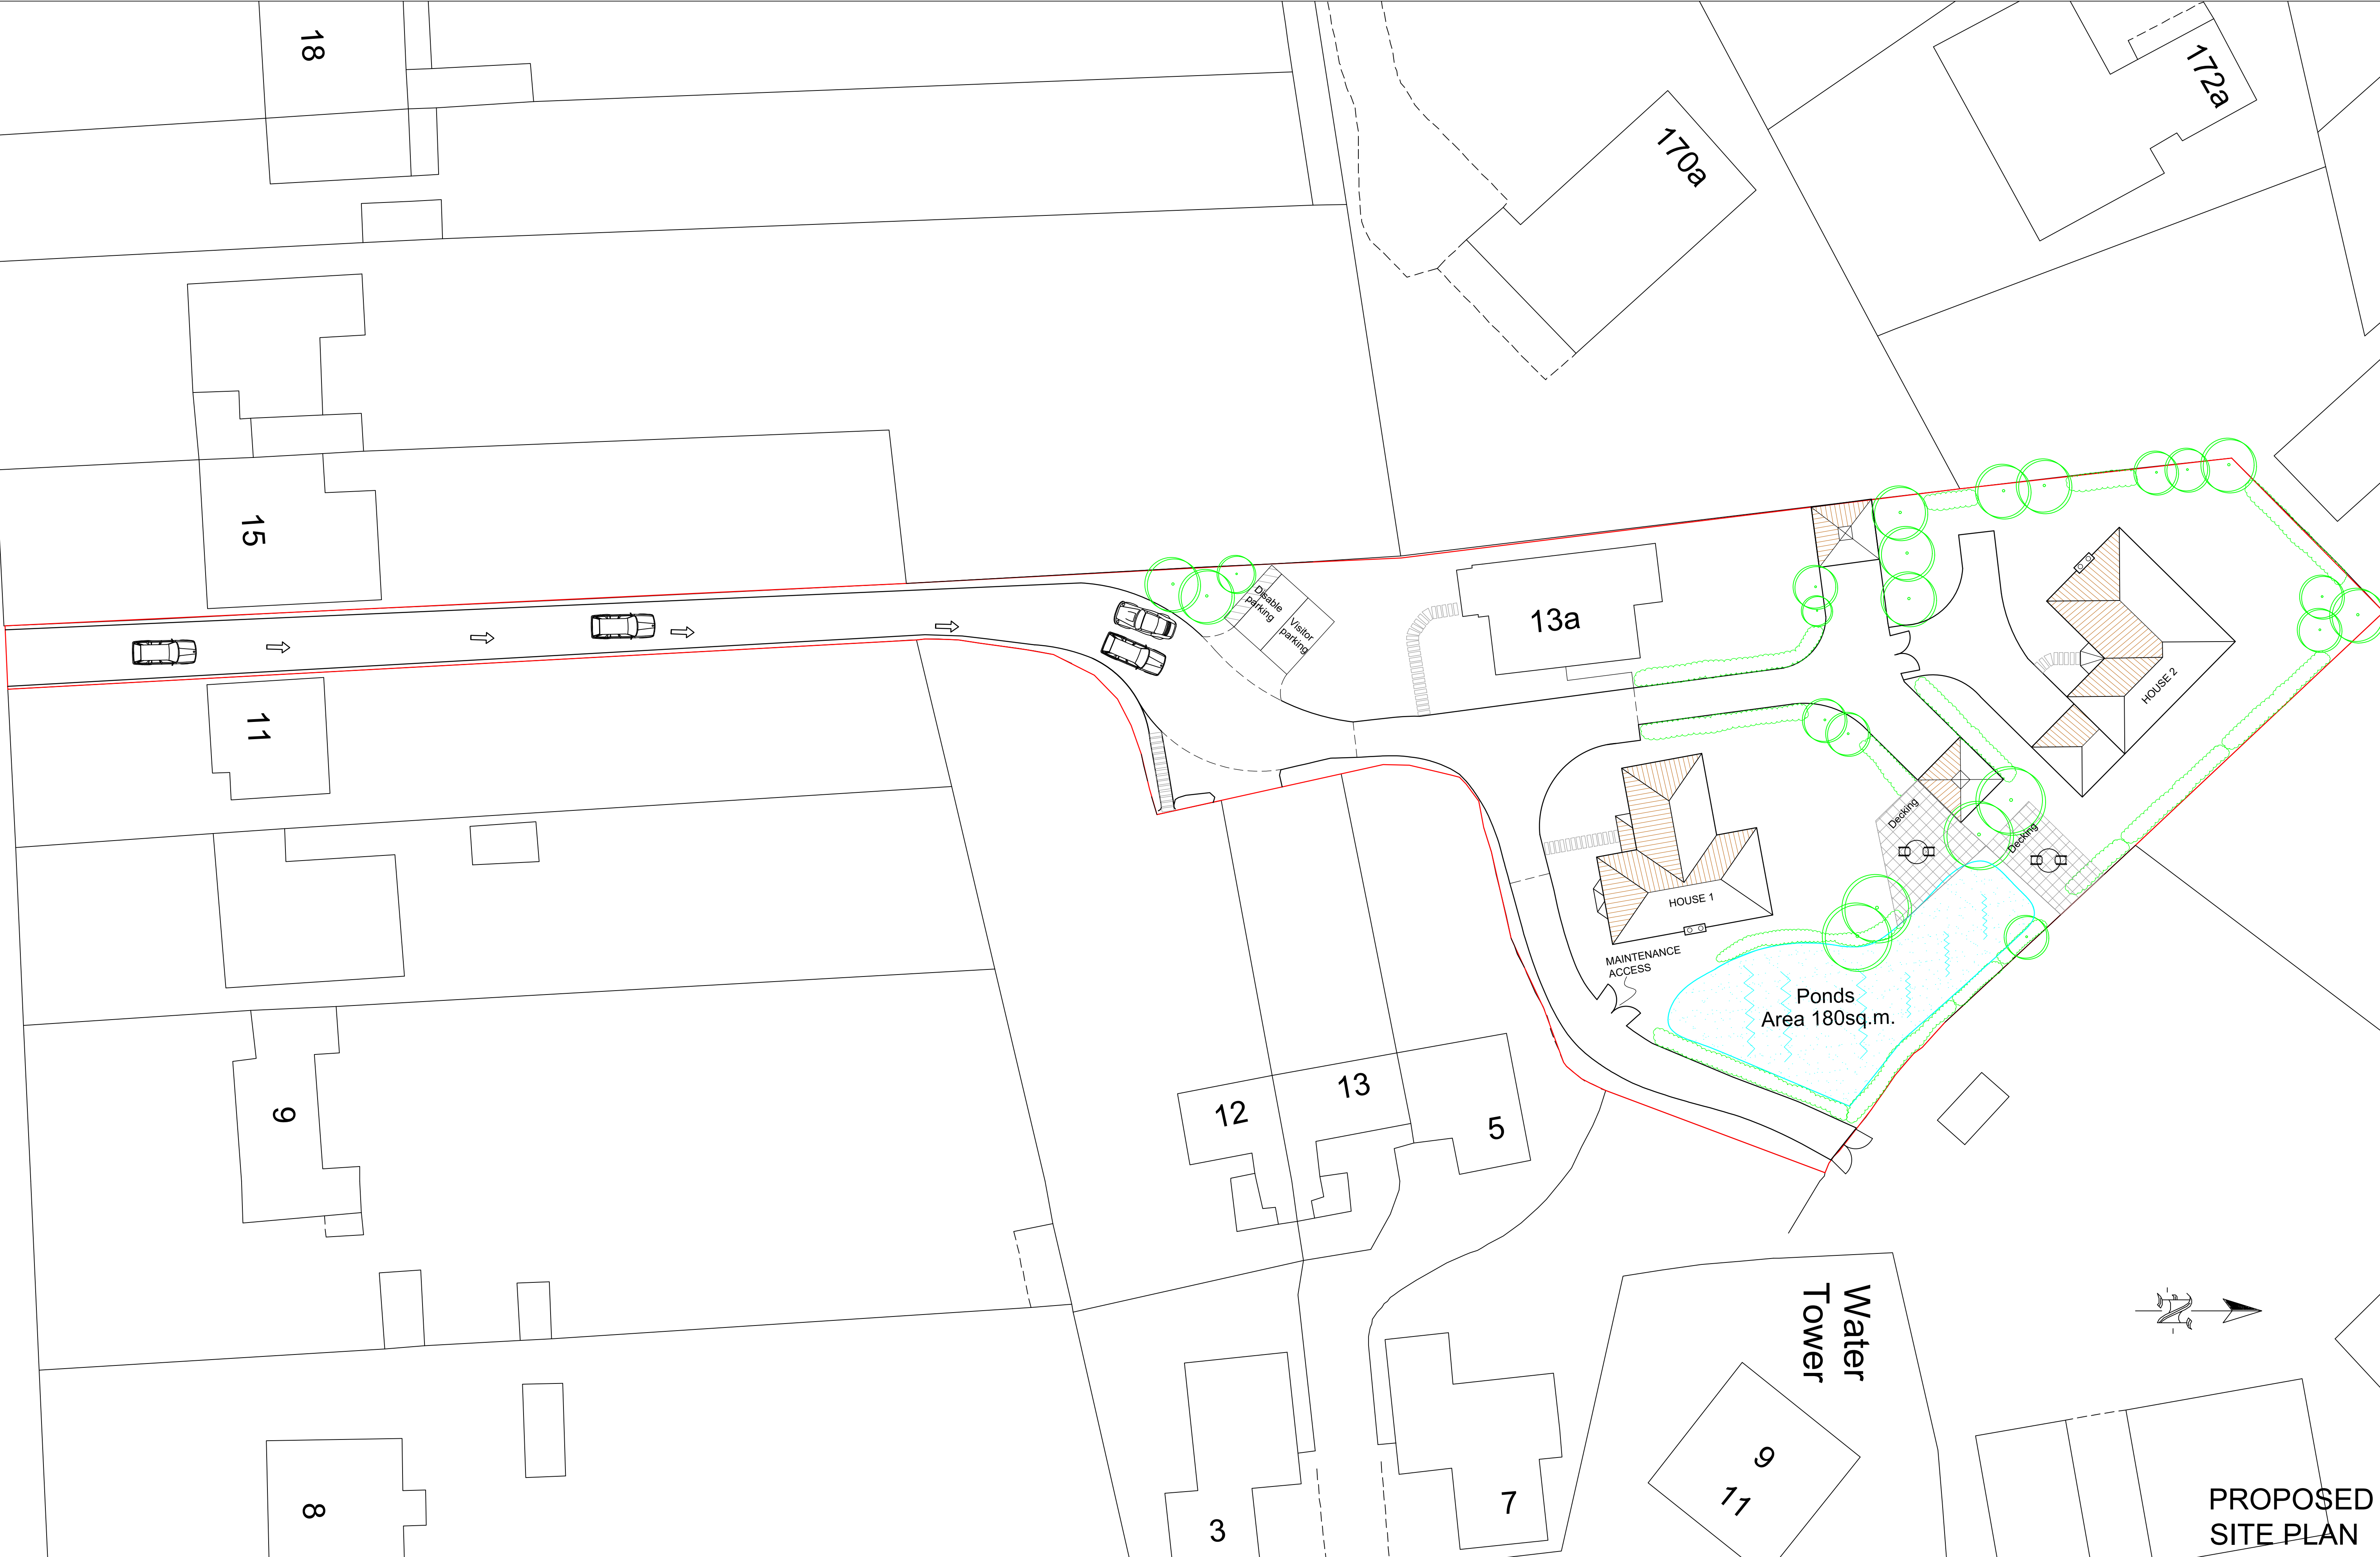 18
172a
170a
15
Disable
parking
Visitor
parking
13a
HOUSE 2
11
Decking
Decking
HOUSE 1
MAINTENANCE
ACCESS
Ponds
Area 180sq.m.
13
12
5
9
Water
Tower
N
9
11
8
7
3
PROPOSED
SITE PLAN